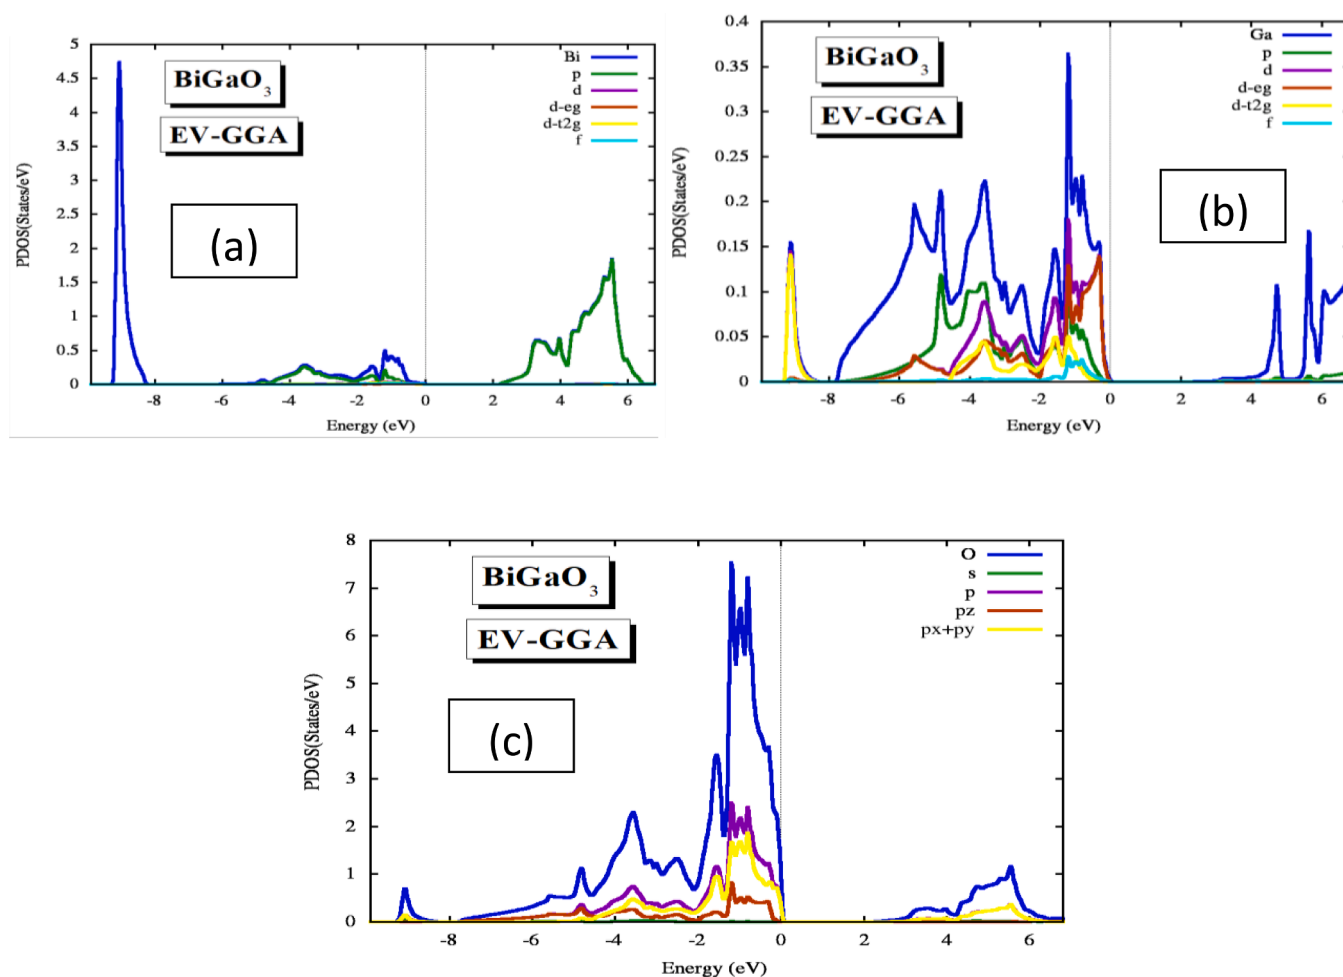 5
4.5
4
3.5
3
2.5
2
1.5
1
0.5
0
PDOS(States/eV)
BiGaO3
EV-GGA
(a)
Bi
p
d
d-eg
d-t2g
f
-8 -6 -4 -2 0 2 4 6
Energy (eV)
0.4
0.35
0.3
0.25
0.2
0.15
0.1
0.05
0
PDOS(States/eV)
BiGaO3
EV-GGA
(b)
Ga
p
d
d-eg
d-t2g
f
-8 -6 -4 -2 0 2 4 6
Energy (eV)
8
7
6
5
4
3
2
1
0
PDOS(States/eV)
BiGaO3
EV-GGA
(c)
O
s
p
pz
px+py
-8 -6 -4 -2 0 2 4 6
Energy (eV)